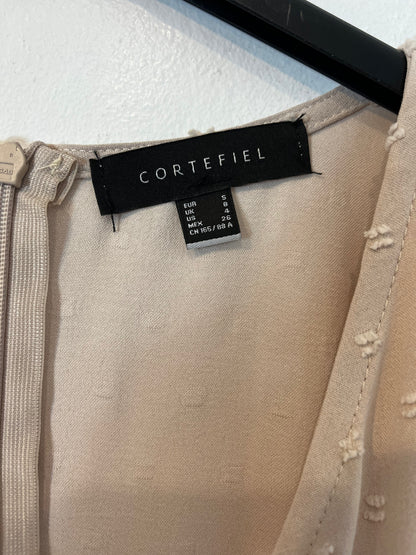 CORTEFIEL
EUR S
UK 8
US 4
MEX 26
CN 165/88 A